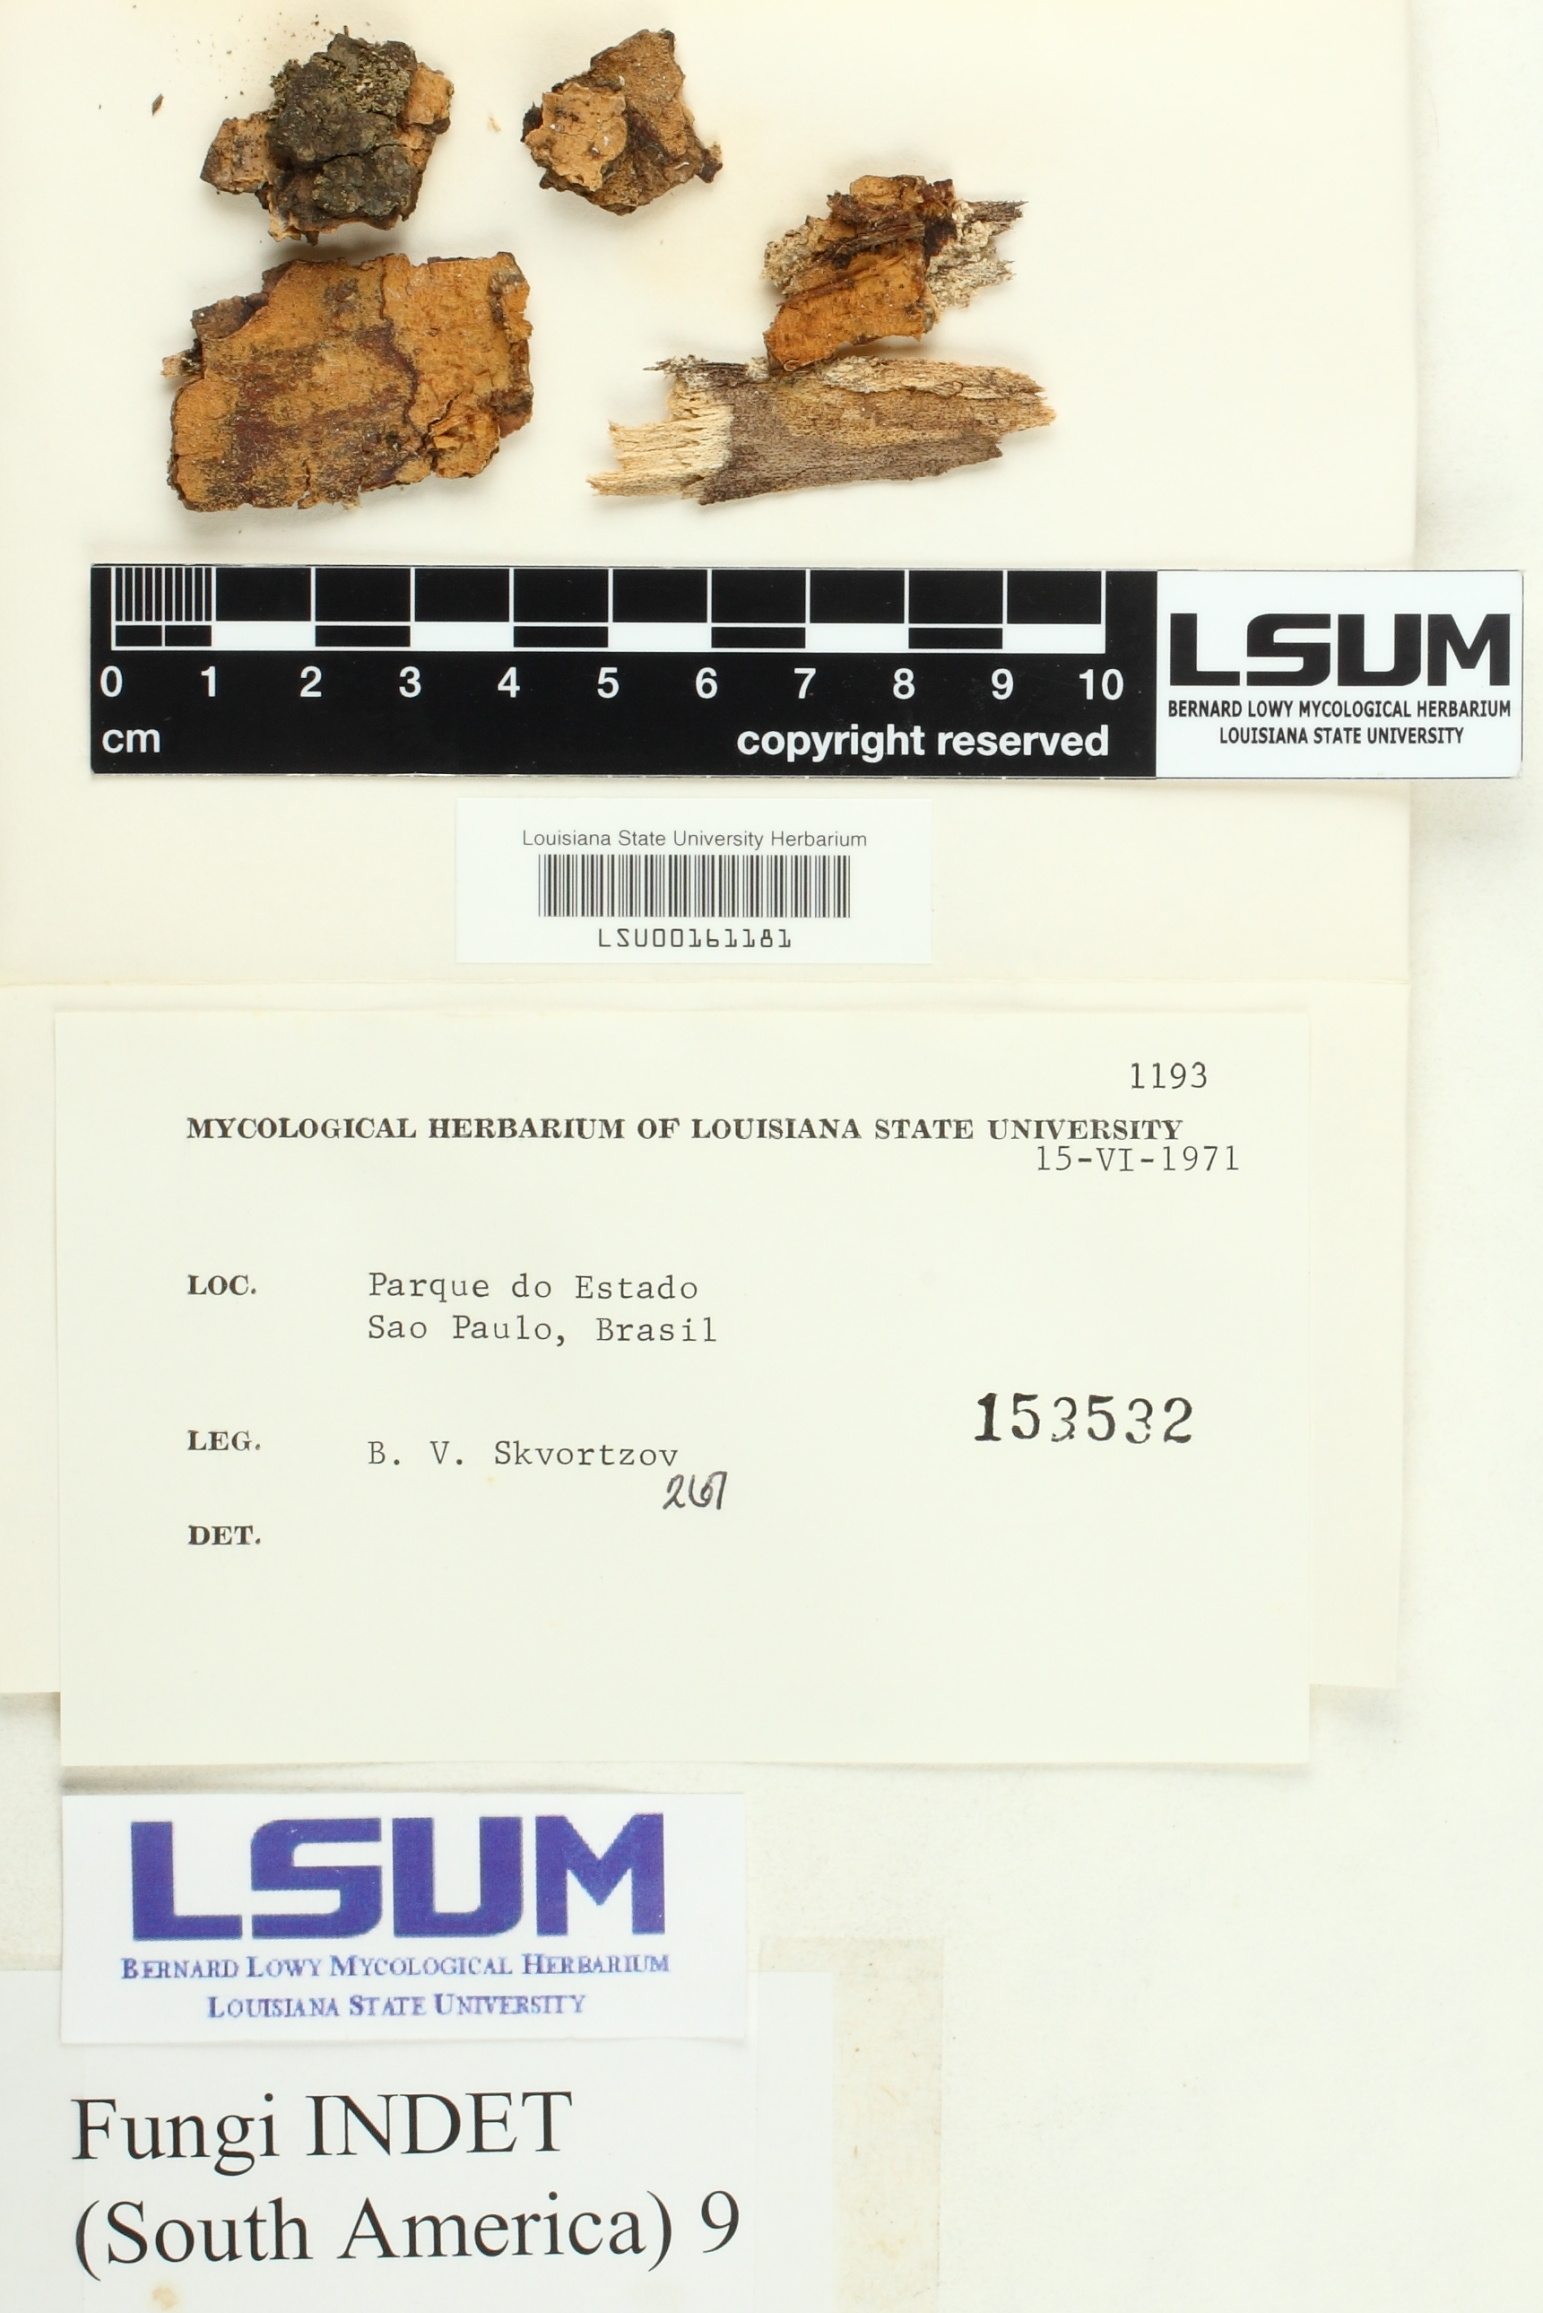 0 1 2 3 4 5 6 7 8 9 10
cm copyright reserved
LSUM
BERNARD LOWY MYCOLOGICAL HERBARIUM
LOUISIANA STATE UNIVERSITY
Louisiana State University Herbarium
LSU00161181
1193
MYCOLOGICAL HERBARIUM OF LOUISIANA STATE UNIVERSITY
15-VI-1971
LOC. Parque do Estado
Sao Paulo, Brasil
153532
LEG. B. V. Skvortzov
DET.
LSUM
BERNARD LOWY MYCOLOGICAL HERBARIUM
LOUISIANA STATE UNIVERSITY
Fungi INDET
(South America) 9